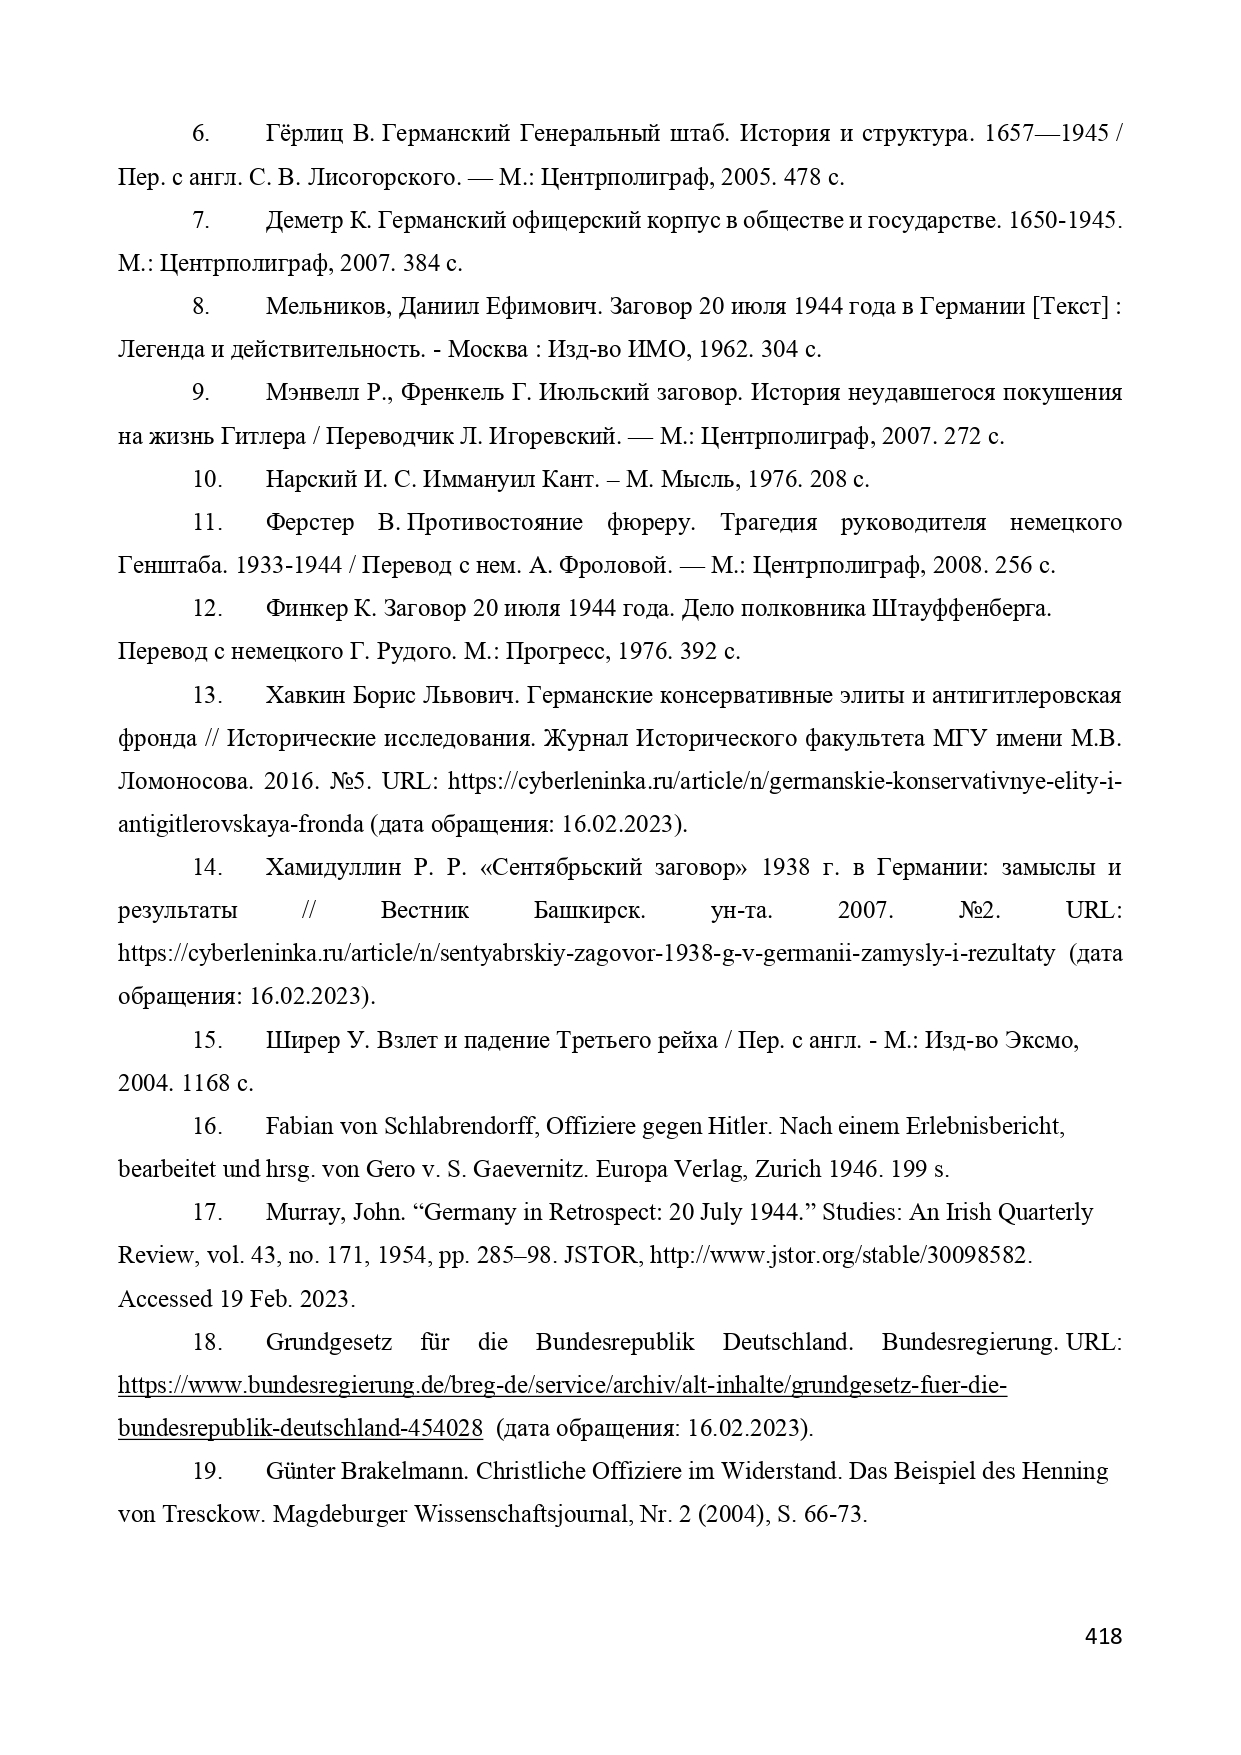 6. Гёрлиц В. Германский Генеральный штаб. История и структура. 1657—1945 /
Пер. с англ. С. В. Лисогорского. — М.: Центрполиграф, 2005. 478 с.
7. Деметр К. Германский офицерский корпус в обществе и государстве. 1650-1945.
М.: Центрполиграф, 2007. 384 с.
8. Мельников, Даниил Ефимович. Заговор 20 июля 1944 года в Германии [Текст] :
Легенда и действительность. - Москва : Изд-во ИМО, 1962. 304 с.
9. Мэнвелл Р., Френкель Г. Июльский заговор. История неудавшегося покушения
на жизнь Гитлера / Переводчик Л. Игоревский. — М.: Центрполиграф, 2007. 272 с.
10. Нарский И. С. Иммануил Кант. – М. Мысль, 1976. 208 с.
11. Ферстер В. Противостояние фюреру. Трагедия руководителя немецкого
Генштаба. 1933-1944 / Перевод с нем. А. Фроловой. — М.: Центрполиграф, 2008. 256 с.
12. Финкер К. Заговор 20 июля 1944 года. Дело полковника Штауффенберга.
Перевод с немецкого Г. Рудого. М.: Прогресс, 1976. 392 с.
13. Хавкин Борис Львович. Германские консервативные элиты и антигитлеровская
фронда // Исторические исследования. Журнал Исторического факультета МГУ имени М.В.
Ломоносова. 2016. №5. URL: https://cyberleninka.ru/article/n/germanskie-konservativnye-elity-i-
antigitlerovskaya-fronda (дата обращения: 16.02.2023).
14. Хамидуллин Р. Р. «Сентябрьский заговор» 1938 г. в Германии: замыслы и
результаты // Вестник Башкирск. ун-та. 2007. №2. URL:
https://cyberleninka.ru/article/n/sentyabrskiy-zagovor-1938-g-v-germanii-zamysly-i-rezultaty (дата
обращения: 16.02.2023).
15. Ширер У. Взлет и падение Третьего рейха / Пер. с англ. - М.: Изд-во Эксмо,
2004. 1168 с.
16. Fabian von Schlabrendorff, Offiziere gegen Hitler. Nach einem Erlebnisbericht,
bearbeitet und hrsg. von Gero v. S. Gaevernitz. Europa Verlag, Zurich 1946. 199 s.
17. Murray, John. “Germany in Retrospect: 20 July 1944.” Studies: An Irish Quarterly
Review, vol. 43, no. 171, 1954, pp. 285–98. JSTOR, http://www.jstor.org/stable/30098582.
Accessed 19 Feb. 2023.
18. Grundgesetz für die Bundesrepublik Deutschland. Bundesregierung. URL:
https://www.bundesregierung.de/breg-de/service/archiv/alt-inhalte/grundgesetz-fuer-die-
bundesrepublik-deutschland-454028 (дата обращения: 16.02.2023).
19. Günter Brakelmann. Christliche Offiziere im Widerstand. Das Beispiel des Henning
von Tresckow. Magdeburger Wissenschaftsjournal, Nr. 2 (2004), S. 66-73.
418